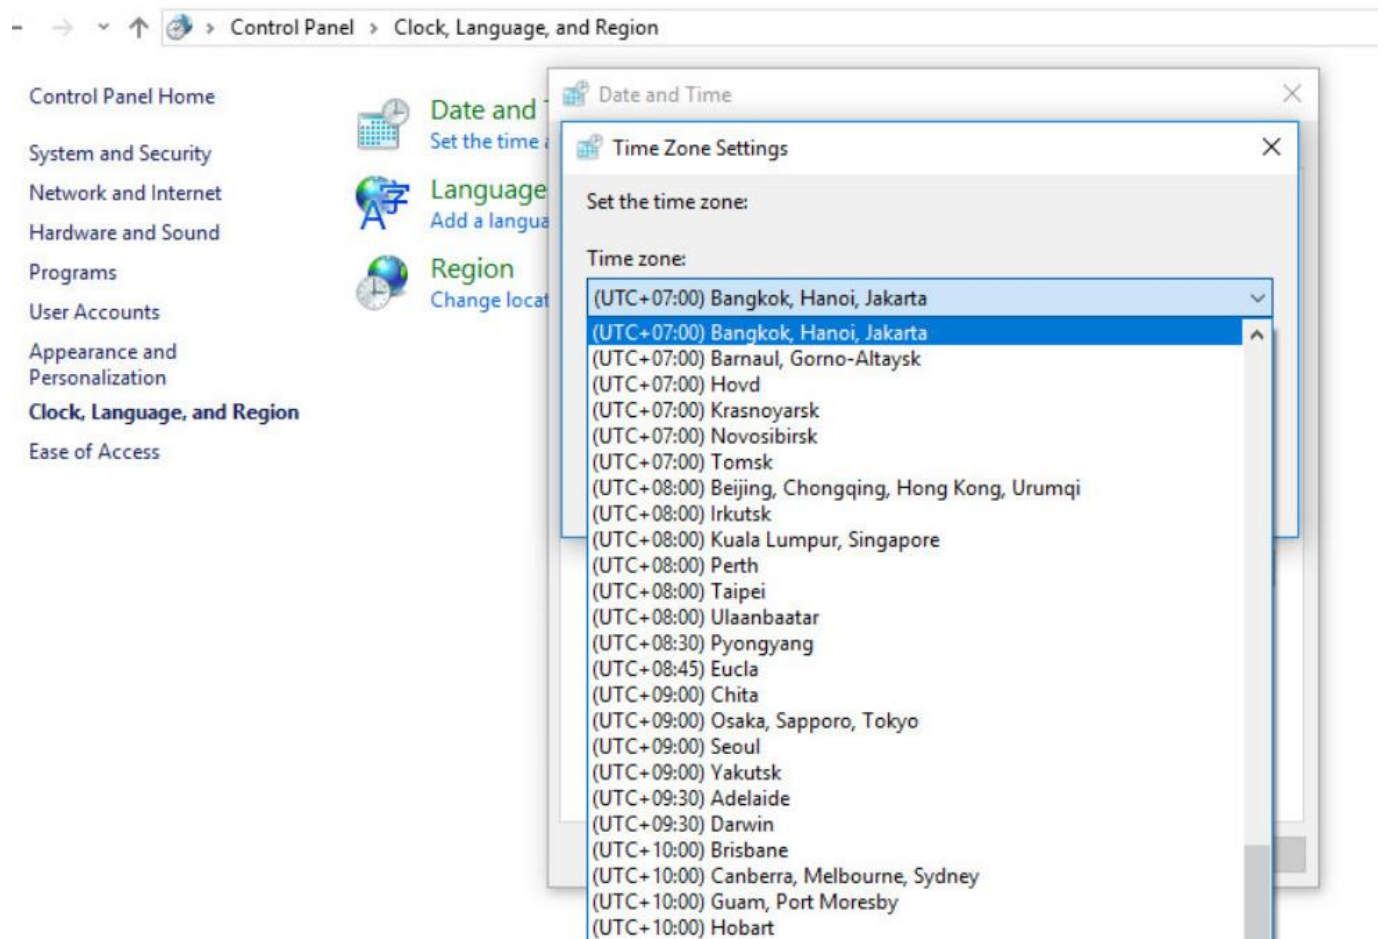 Control Panel > Clock, Language, and Region
Control Panel Home
System and Security
Network and Internet
Hardware and Sound
Programs
User Accounts
Appearance and
Personalization
Clock, Language, and Region
Ease of Access
Date and
Set the time
Language
Add a langua
Region
Change locat
Date and Time
Time Zone Settings
Set the time zone:
Time zone:
(UTC+07:00) Bangkok, Hanoi, Jakarta
(UTC+07:00) Bangkok, Hanoi, Jakarta
(UTC+07:00) Barnaul, Gorno-Altaysk
(UTC+07:00) Hovd
(UTC+07:00) Krasnoyarsk
(UTC+07:00) Novosibirsk
(UTC+07:00) Tomsk
(UTC+08:00) Beijing, Chongqing, Hong Kong, Urumqi
(UTC+08:00) Irkutsk
(UTC+08:00) Kuala Lumpur, Singapore
(UTC+08:00) Perth
(UTC+08:00) Taipei
(UTC+08:00) Ulaanbaatar
(UTC+08:30) Pyongyang
(UTC+08:45) Eucla
(UTC+09:00) Chita
(UTC+09:00) Osaka, Sapporo, Tokyo
(UTC+09:00) Seoul
(UTC+09:00) Yakutsk
(UTC+09:30) Adelaide
(UTC+09:30) Darwin
(UTC+10:00) Brisbane
(UTC+10:00) Canberra, Melbourne, Sydney
(UTC+10:00) Guam, Port Moresby
(UTC+10:00) Hobart